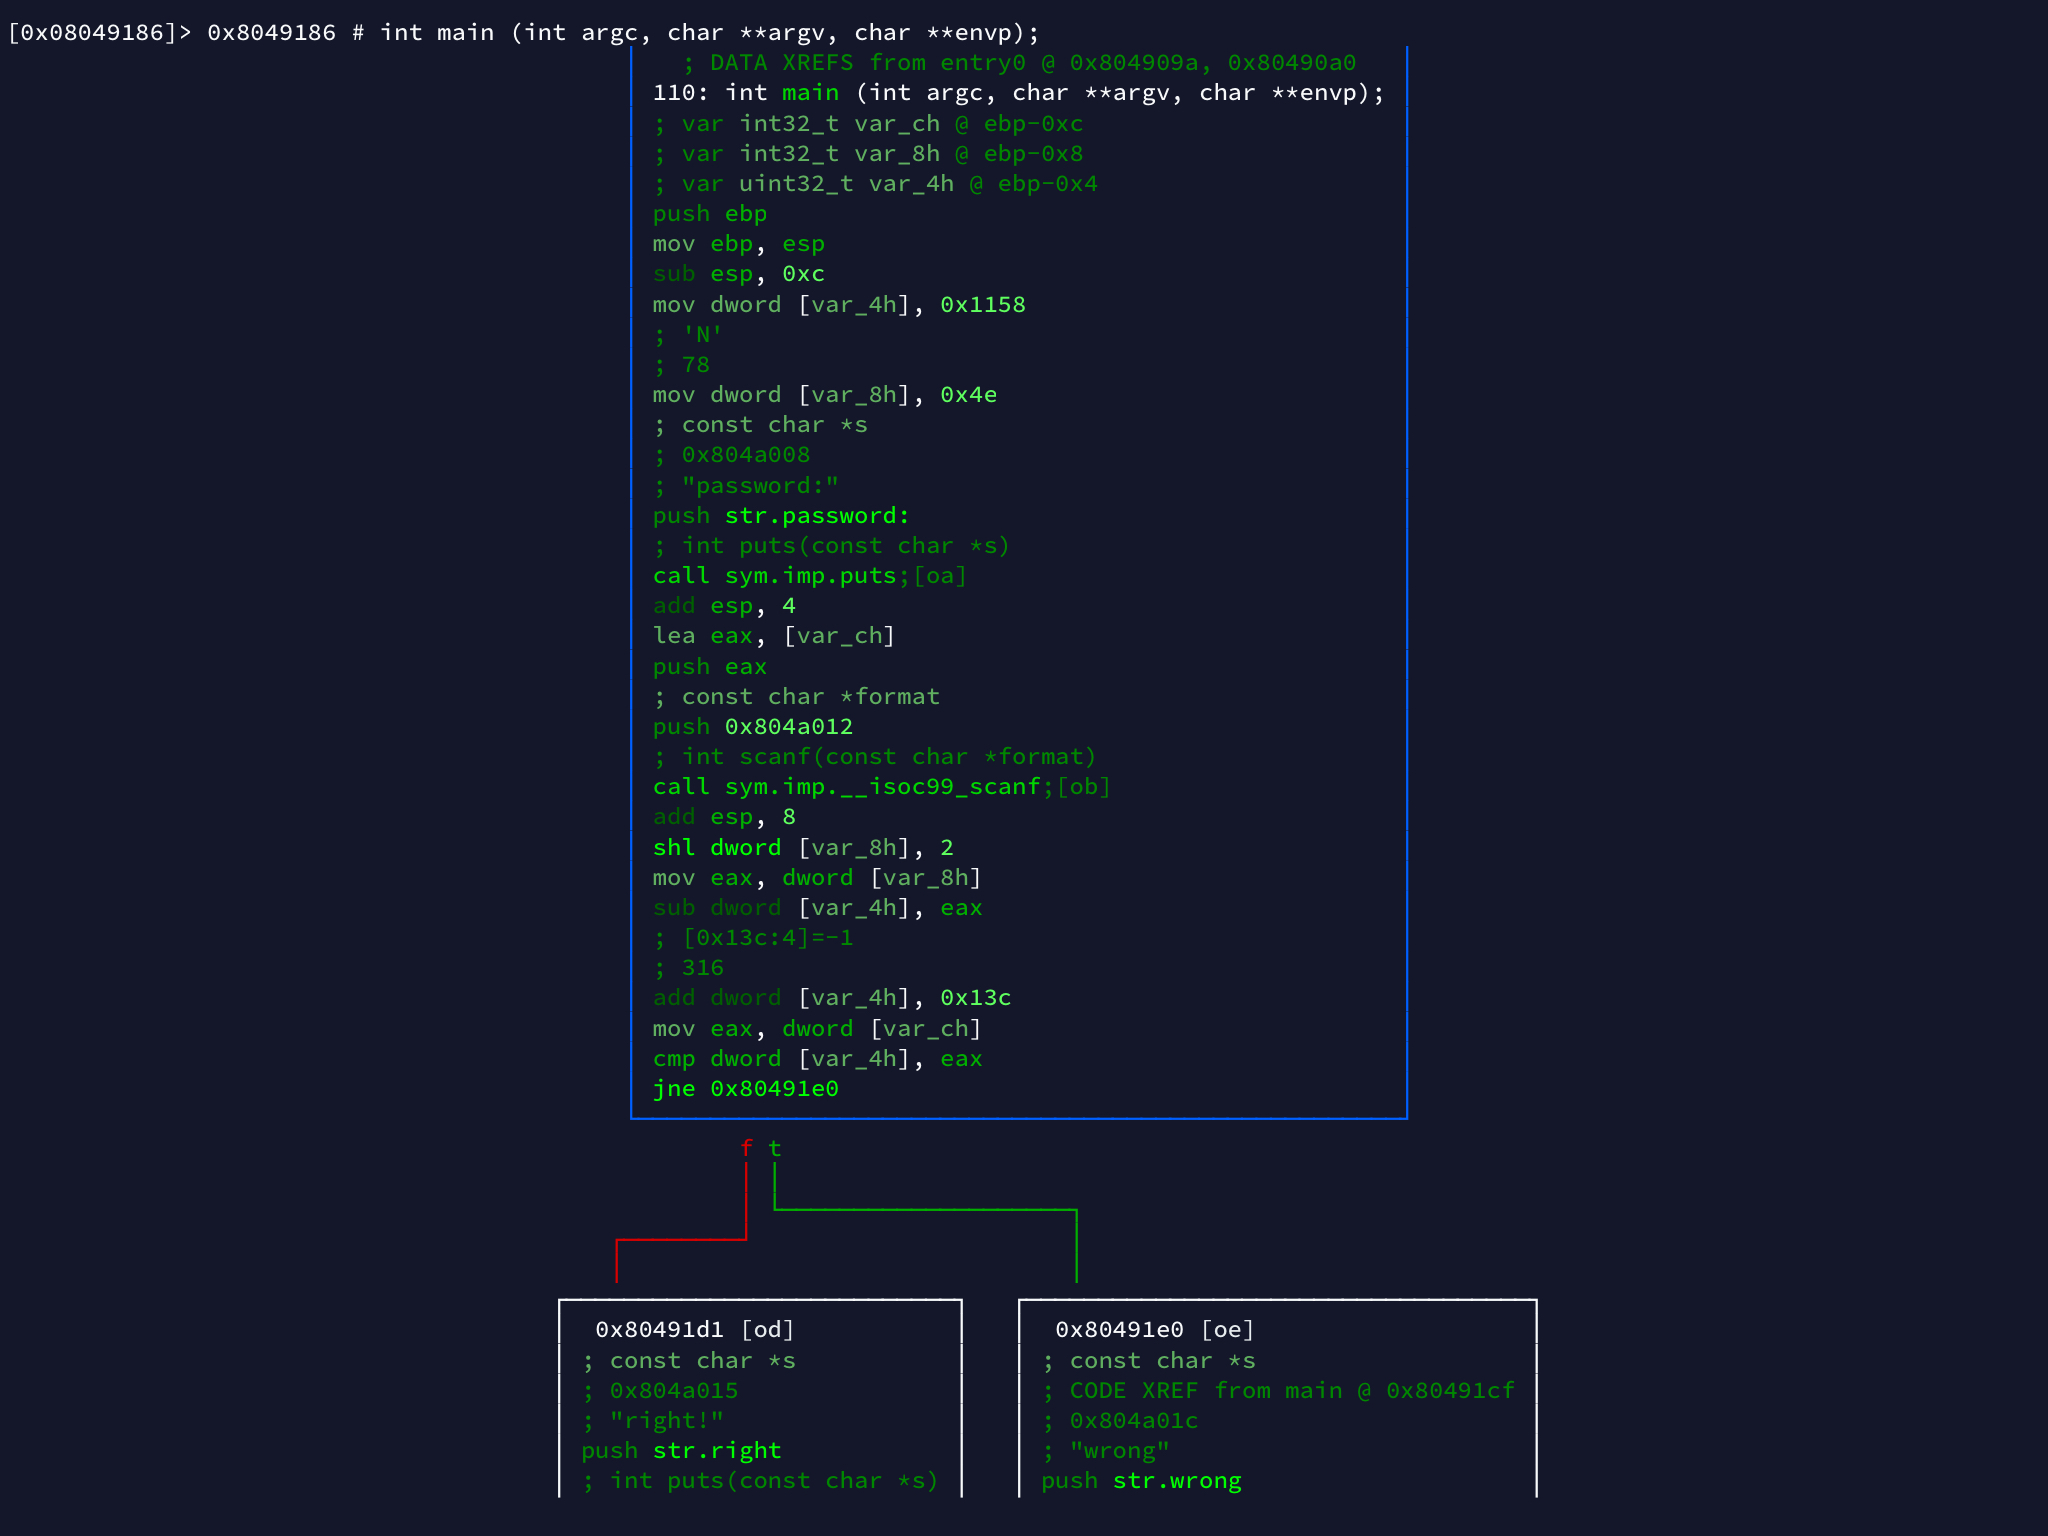 [0x08049186]> 0x8049186 # int main (int argc, char **argv, char **envp);
; DATA XREFS from entry0 @ 0x804909a, 0x80490a0
110: int main (int argc, char **argv, char **envp);
; var int32_t var_ch @ ebp-0xc
; var int32_t var_8h @ ebp-0x8
; var uint32_t var_4h @ ebp-0x4
push ebp
mov ebp, esp
sub esp, 0xc
mov dword [var_4h], 0x1158
; 'N'
; 78
mov dword [var_8h], 0x4e
; const char *s
; 0x804a008
; "password:"
push str.password:
; int puts(const char *s)
call sym.imp.puts;[oa]
add esp, 4
lea eax, [var_ch]
push eax
; const char *format
push 0x804a012
; int scanf(const char *format)
call sym.imp.__isoc99_scanf;[ob]
add esp, 8
shl dword [var_8h], 2
mov eax, dword [var_8h]
sub dword [var_4h], eax
; [0x13c:4]=-1
; 316
add dword [var_4h], 0x13c
mov eax, dword [var_ch]
cmp dword [var_4h], eax
jne 0x80491e0
f t
0x80491d1 [od]
; const char *s
; 0x804a015
; "right!"
push str.right
; int puts(const char *s)
0x80491e0 [oe]
; const char *s
; CODE XREF from main @ 0x80491cf
; 0x804a01c
; "wrong"
push str.wrong